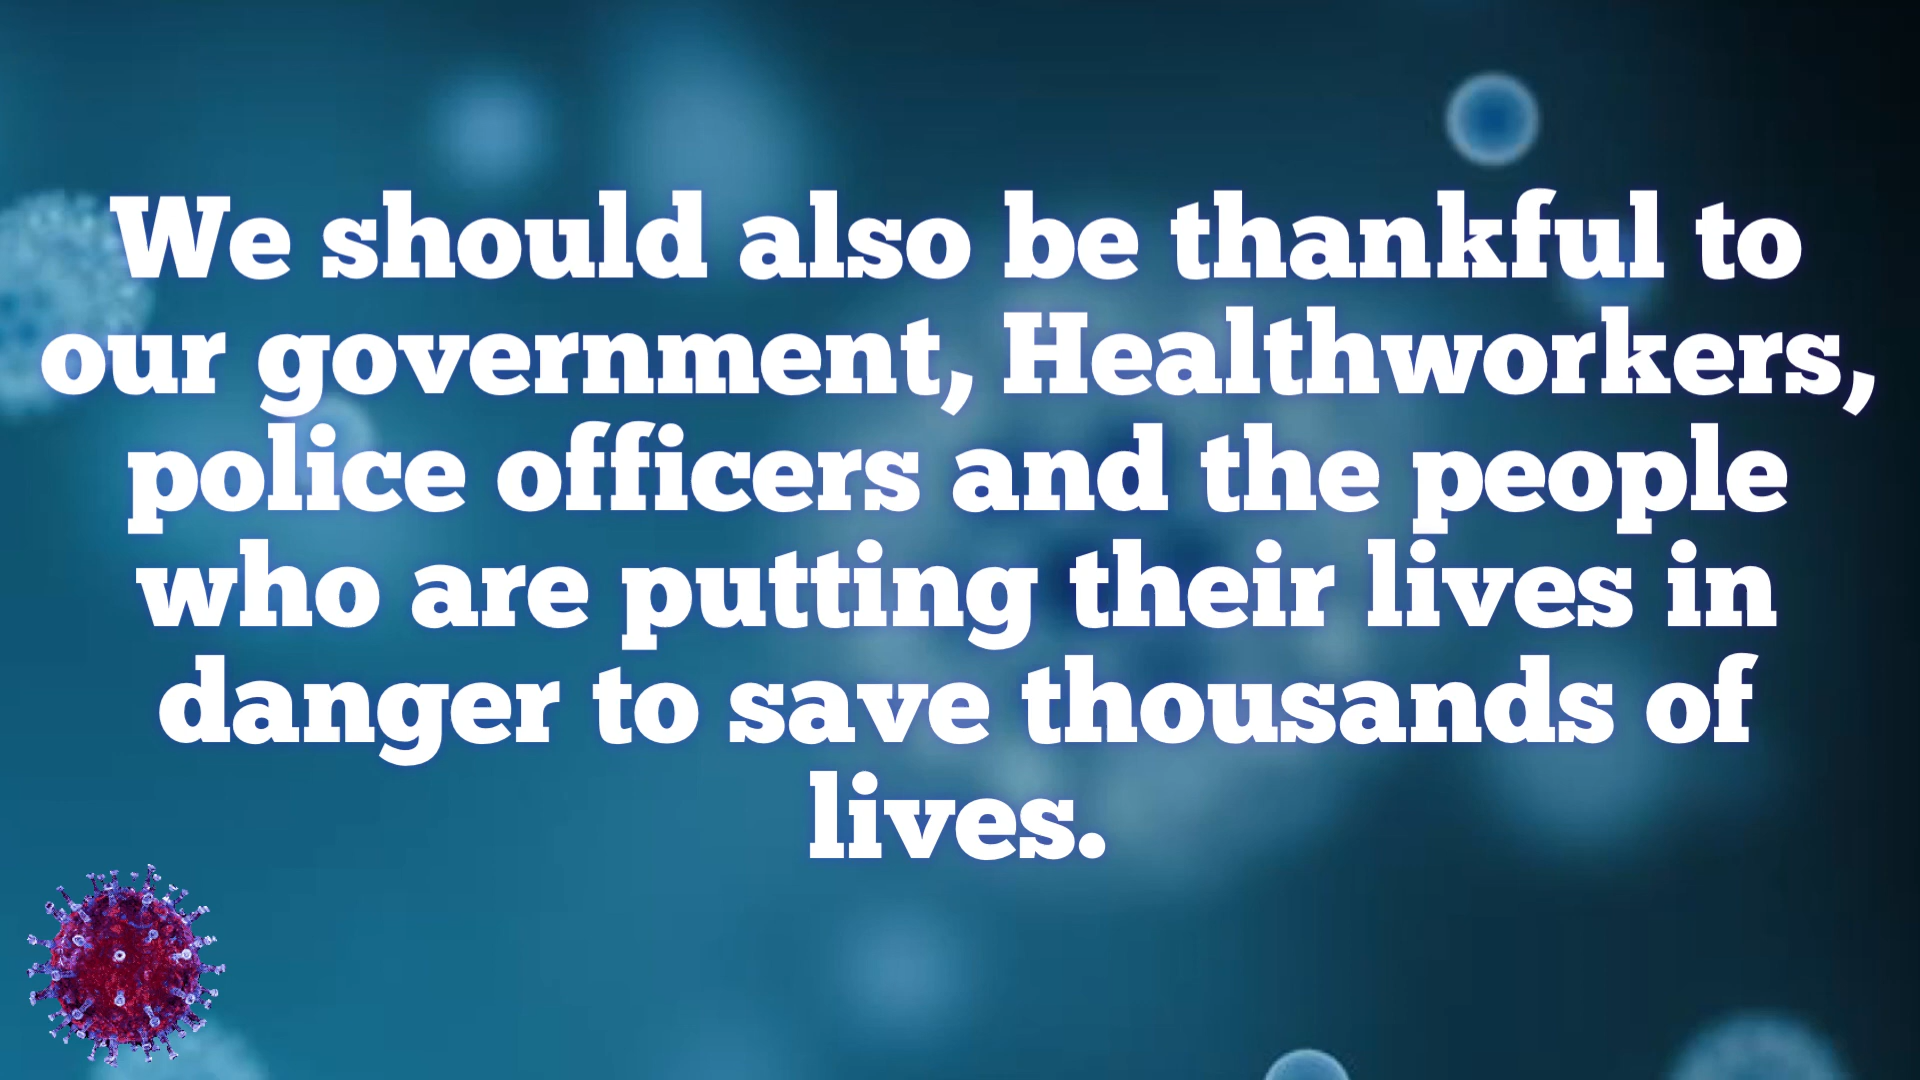 We should also be thankful to
our government, Healthworkers,
police officers and the people
who are putting their lives in
danger to save thousands of
lives.